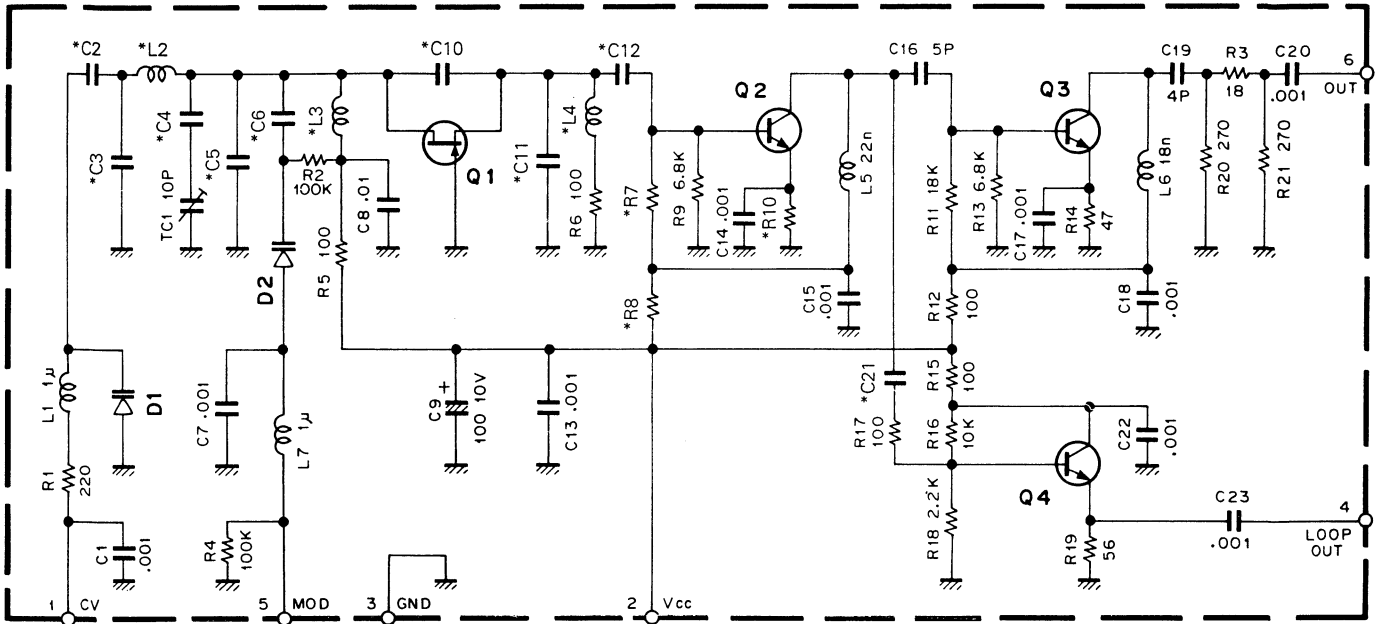 *C2
*L2
*C10
*C12
C16 5P
C19
4P
R3
18
C20
.001
6
OUT
*C3
*C4
TC1 10P
*C5
*C6
*L3
R2
100K
C8 .01
Q1
*C11
*L4
R6 100
*R7
R9 6.8K
Q2
C14 .001
*R10
L5 22n
R11 18K
R13 6.8K
Q3
C17 .001
R14
47
L6 18n
R20 270
R21 270
D2
R5 100
*R8
C15
.001
R12
100
C18
.001
L1 1μ
D1
C7 .001
L7 1μ
C9 +
100 10V
C13 .001
*C21
R17
100
R15
100
R16
10K
C22
.001
R1
220
C1
.001
R4
100K
R18 2.2K
Q4
R19
56
C23
.001
4
LOOP
OUT
1 CV
5 MOD
3 GND
2 Vcc